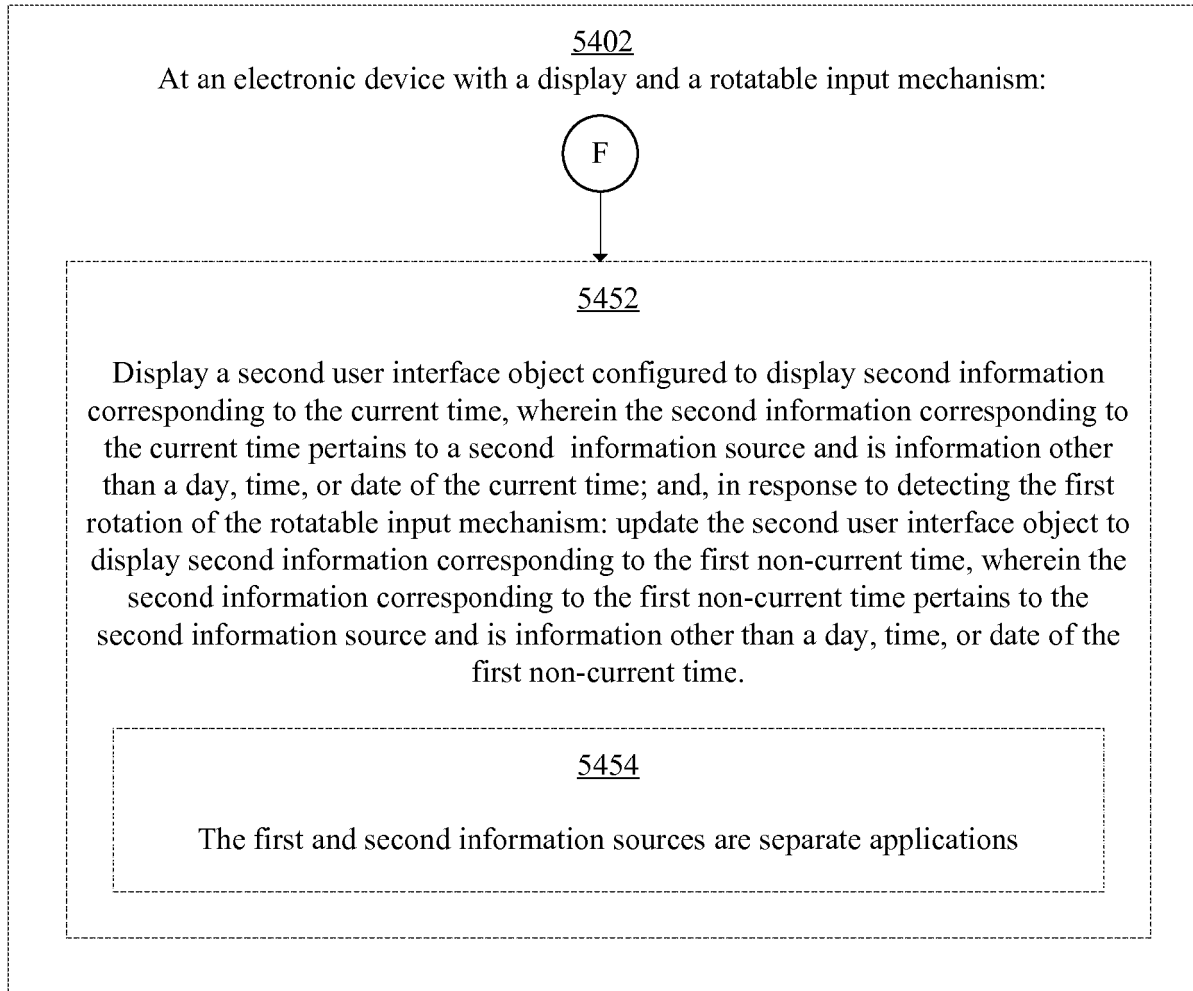 5402
At an electronic device with a display and a rotatable input mechanism:
F
5452
Display a second user interface object configured to display second information
corresponding to the current time, wherein the second information corresponding to
the current time pertains to a second information source and is information other
than a day, time, or date of the current time; and, in response to detecting the first
rotation of the rotatable input mechanism: update the second user interface object to
display second information corresponding to the first non-current time, wherein the
second information corresponding to the first non-current time pertains to the
second information source and is information other than a day, time, or date of the
first non-current time.
5454
The first and second information sources are separate applications